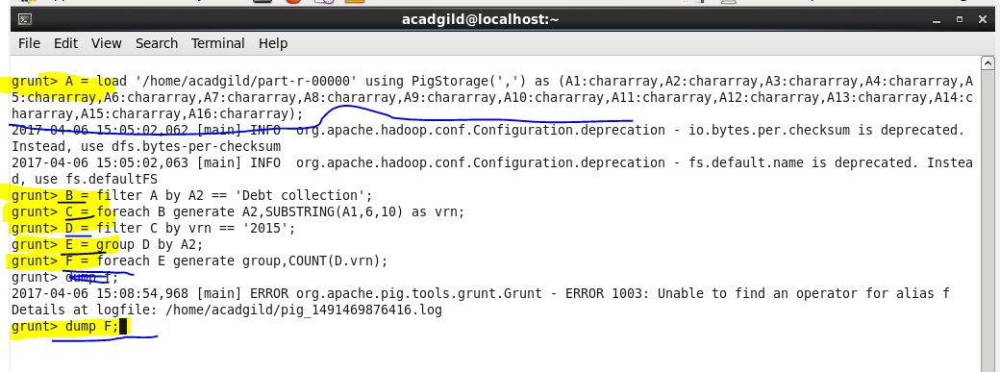 acadgild@localhost:~
File Edit View Search Terminal Help
grunt> A = load '/home/acadgild/part-r-00000' using PigStorage(',') as (A1:chararray,A2:chararray,A3:chararray,A4:chararray,A
5:chararray,A6:chararray,A7:chararray,A8:chararray,A9:chararray,A10:chararray,A11:chararray,A12:chararray,A13:chararray,A14:c
hararray,A15:chararray,A16:chararray);
2017-04-06 15:05:02,062 [main] INFO  org.apache.hadoop.conf.Configuration.deprecation - io.bytes.per.checksum is deprecated.
Instead, use dfs.bytes-per-checksum
2017-04-06 15:05:02,063 [main] INFO  org.apache.hadoop.conf.Configuration.deprecation - fs.default.name is deprecated. Instea
d, use fs.defaultFS
grunt> B = filter A by A2 == 'Debt collection';
grunt> C = foreach B generate A2,SUBSTRING(A1,6,10) as vrn;
grunt> D = filter C by vrn == '2015';
grunt> E = group D by A2;
grunt> F = foreach E generate group,COUNT(D.vrn);
grunt> dump f;
2017-04-06 15:08:54,968 [main] ERROR org.apache.pig.tools.grunt.Grunt - ERROR 1003: Unable to find an operator for alias f
Details at logfile: /home/acadgild/pig_1491469876416.log
grunt> dump F;